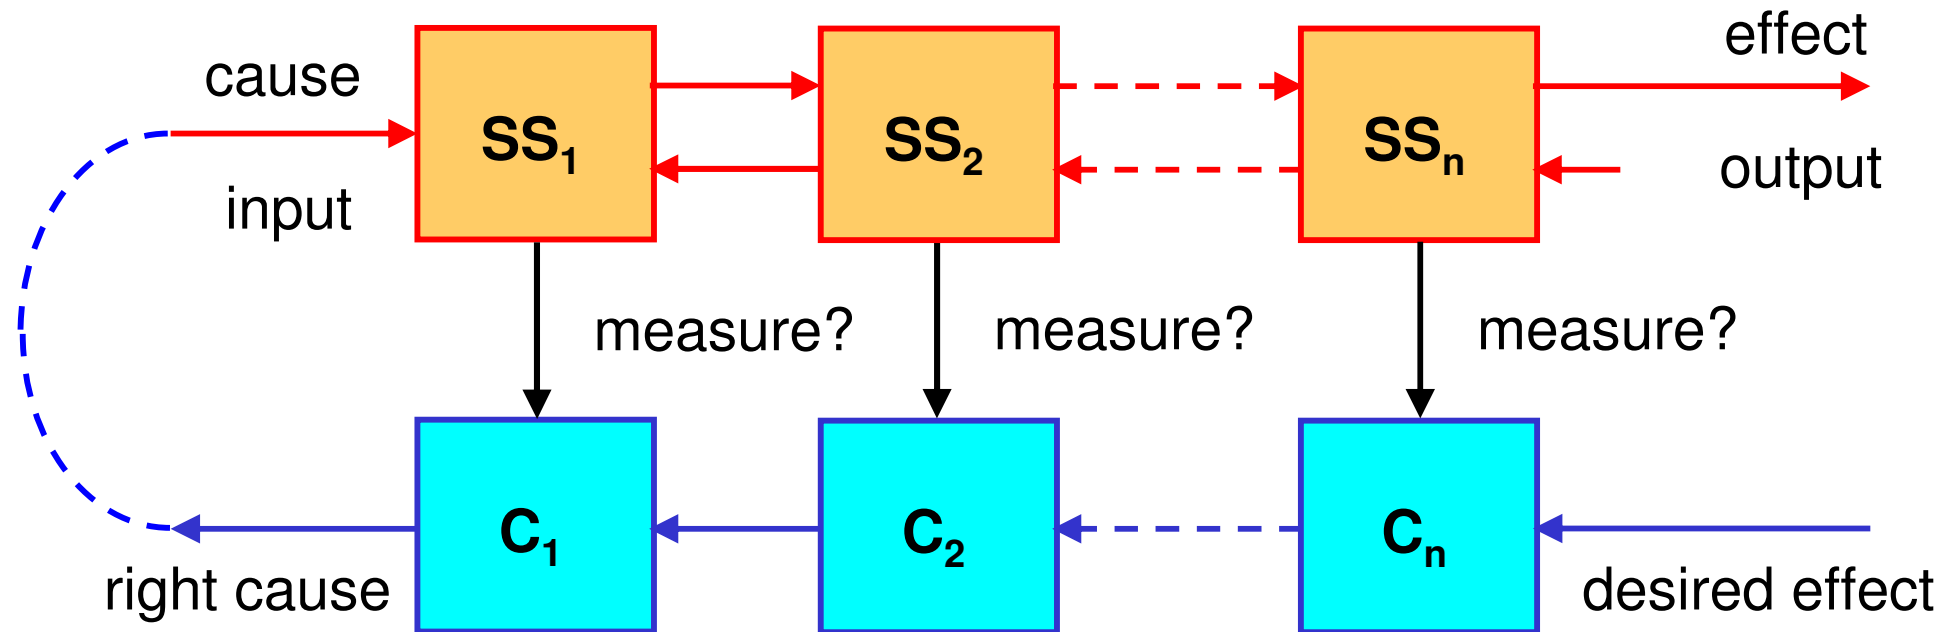 effect
cause
SS1
SS2
SSn
output
input
measure?
measure?
measure?
C1
C2
Cn
right cause
desired effect